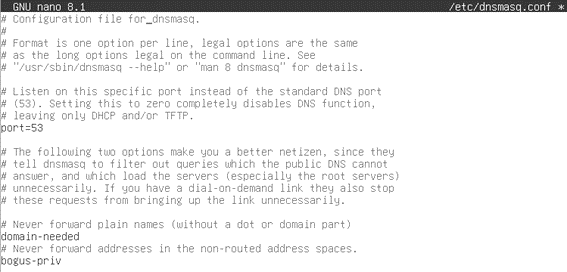 GNU nano 8.1 /etc/dnsmasq.conf *
# Configuration file for dnsmasq.
#
# Format is one option per line, legal options are the same
# as the long options legal on the command line. See
# "/usr/sbin/dnsmasq --help" or "man 8 dnsmasq" for details.
# Listen on this specific port instead of the standard DNS port
# (53). Setting this to zero completely disables DNS function,
# leaving only DHCP and/or TFTP.
port=53
# The following two options make you a better netizen, since they
# tell dnsmasq to filter out queries which the public DNS cannot
# answer, and which load the servers (especially the root servers)
# unnecessarily. If you have a dial-on-demand link they also stop
# these requests from bringing up the link unnecessarily.
# Never forward plain names (without a dot or domain part)
domain-needed
# Never forward addresses in the non-routed address spaces.
bogus-priv